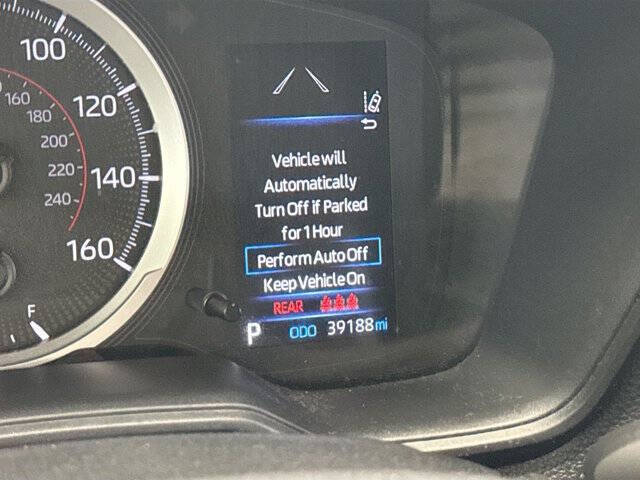 100
120
140
160
160
180
200
220
240
F
Vehicle will
Automatically
Turn Off if Parked
for 1 Hour
Perform Auto Off
Keep Vehicle On
REAR
P ODO 39188 mi